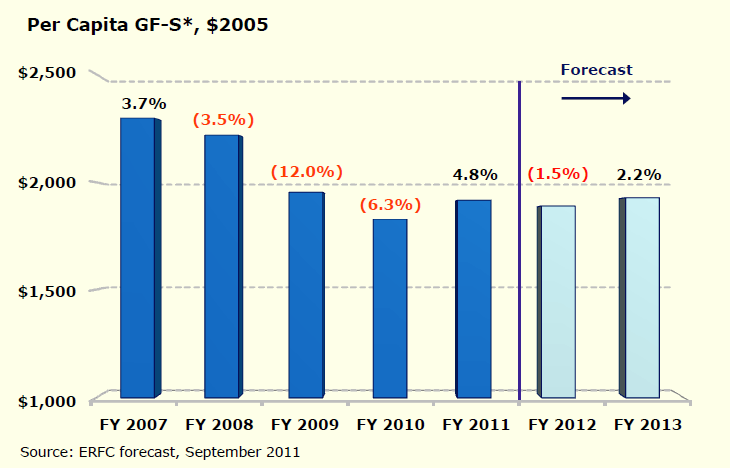 Per Capita GF-S*, $2005
$2,500
Forecast
3.7%
(3.5%)
(12.0%)
(6.3%)
4.8%
(1.5%)
2.2%
$2,000
$1,500
$1,000
FY 2007 FY 2008 FY 2009 FY 2010 FY 2011 FY 2012 FY 2013
Source: ERFC forecast, September 2011